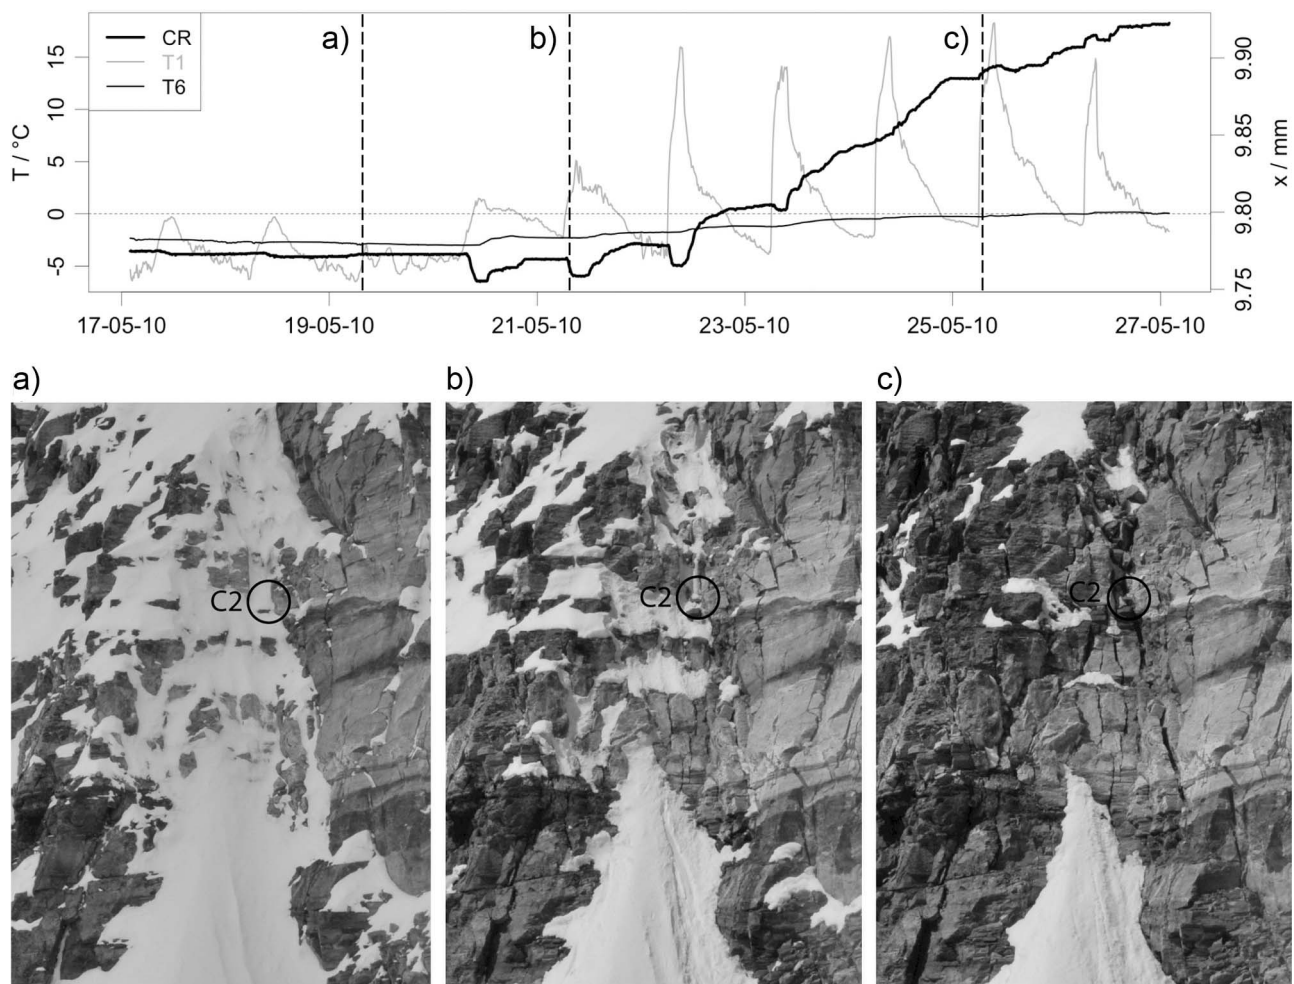 a)
b)
c)
CR
T1
T6
T / °C
15
10
5
0
-5
9.90
9.85
9.80
9.75
x / mm
17-05-10
19-05-10
21-05-10
23-05-10
25-05-10
27-05-10
a)
b)
c)
C2
C2
C2